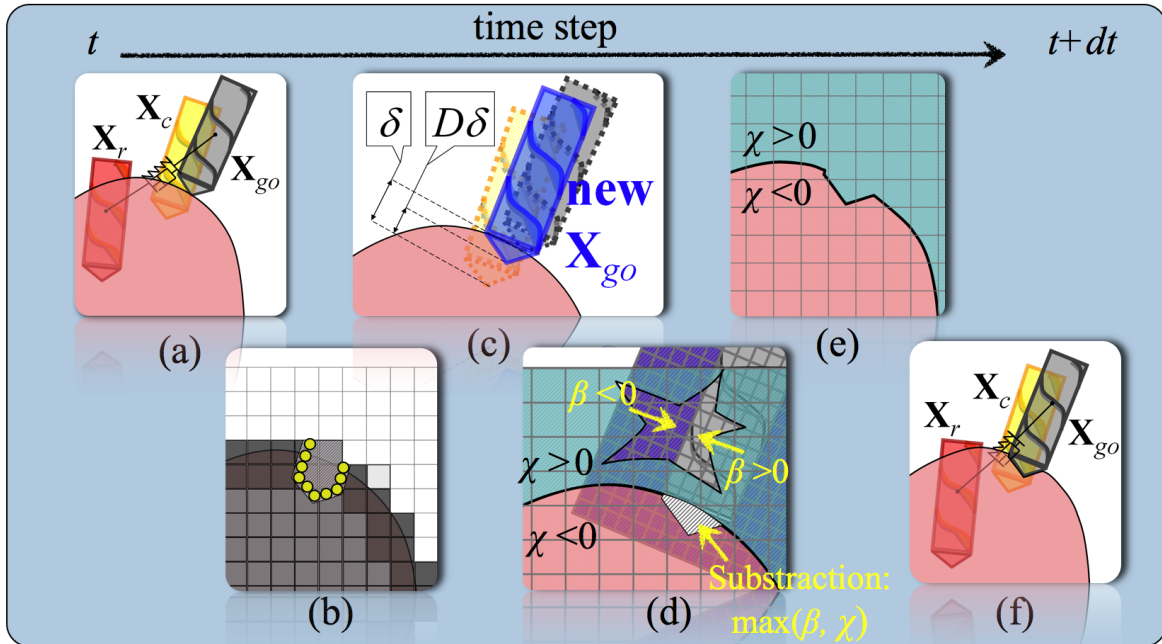 t time step t+dt
X_c
X_r
X_go
(a)
δ Dδ
new
X_go
(c)
χ>0
χ<0
(e)
(b)
β<0
χ>0
β>0
χ<0
Substraction:
max(β, χ)
(d)
X_c
X_r
X_go
(f)